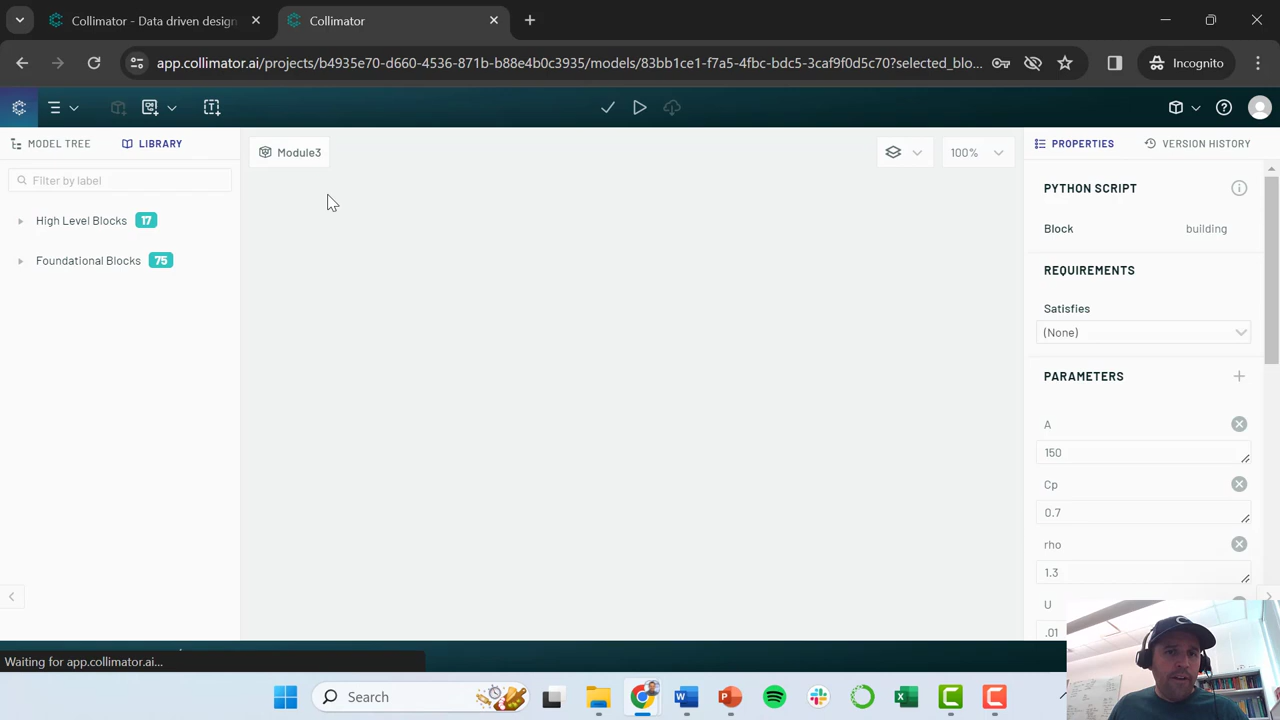 Collimator - Data driven design
Collimator
app.collimator.ai/projects/b4935e70-d660-4536-871b-b88e4b0c3935/models/83bb1ce1-f7a5-4fbc-bdc5-3caf9f0d5c70?selected_blo...
Incognito
MODEL TREE
LIBRARY
Module3
100%
PROPERTIES
VERSION HISTORY
Filter by label
High Level Blocks 17
Foundational Blocks 75
PYTHON SCRIPT
Block building
REQUIREMENTS
Satisfies
(None)
PARAMETERS
A
150
Cp
0.7
rho
1.3
U
.01
Waiting for app.collimator.ai...
Search